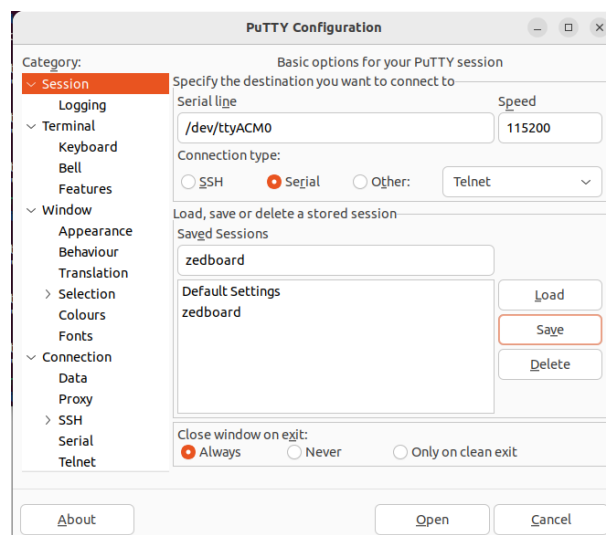 PuTTY Configuration
Category:
Session
Logging
Terminal
Keyboard
Bell
Features
Window
Appearance
Behaviour
Translation
Selection
Colours
Fonts
Connection
Data
Proxy
SSH
Serial
Telnet
Basic options for your PuTTY session
Specify the destination you want to connect to
Serial line Speed
/dev/ttyACM0 115200
Connection type:
SSH Serial Other: Telnet
Load, save or delete a stored session
Saved Sessions
zedboard
Default Settings
zedboard
Load
Save
Delete
Close window on exit:
Always Never Only on clean exit
About Open Cancel